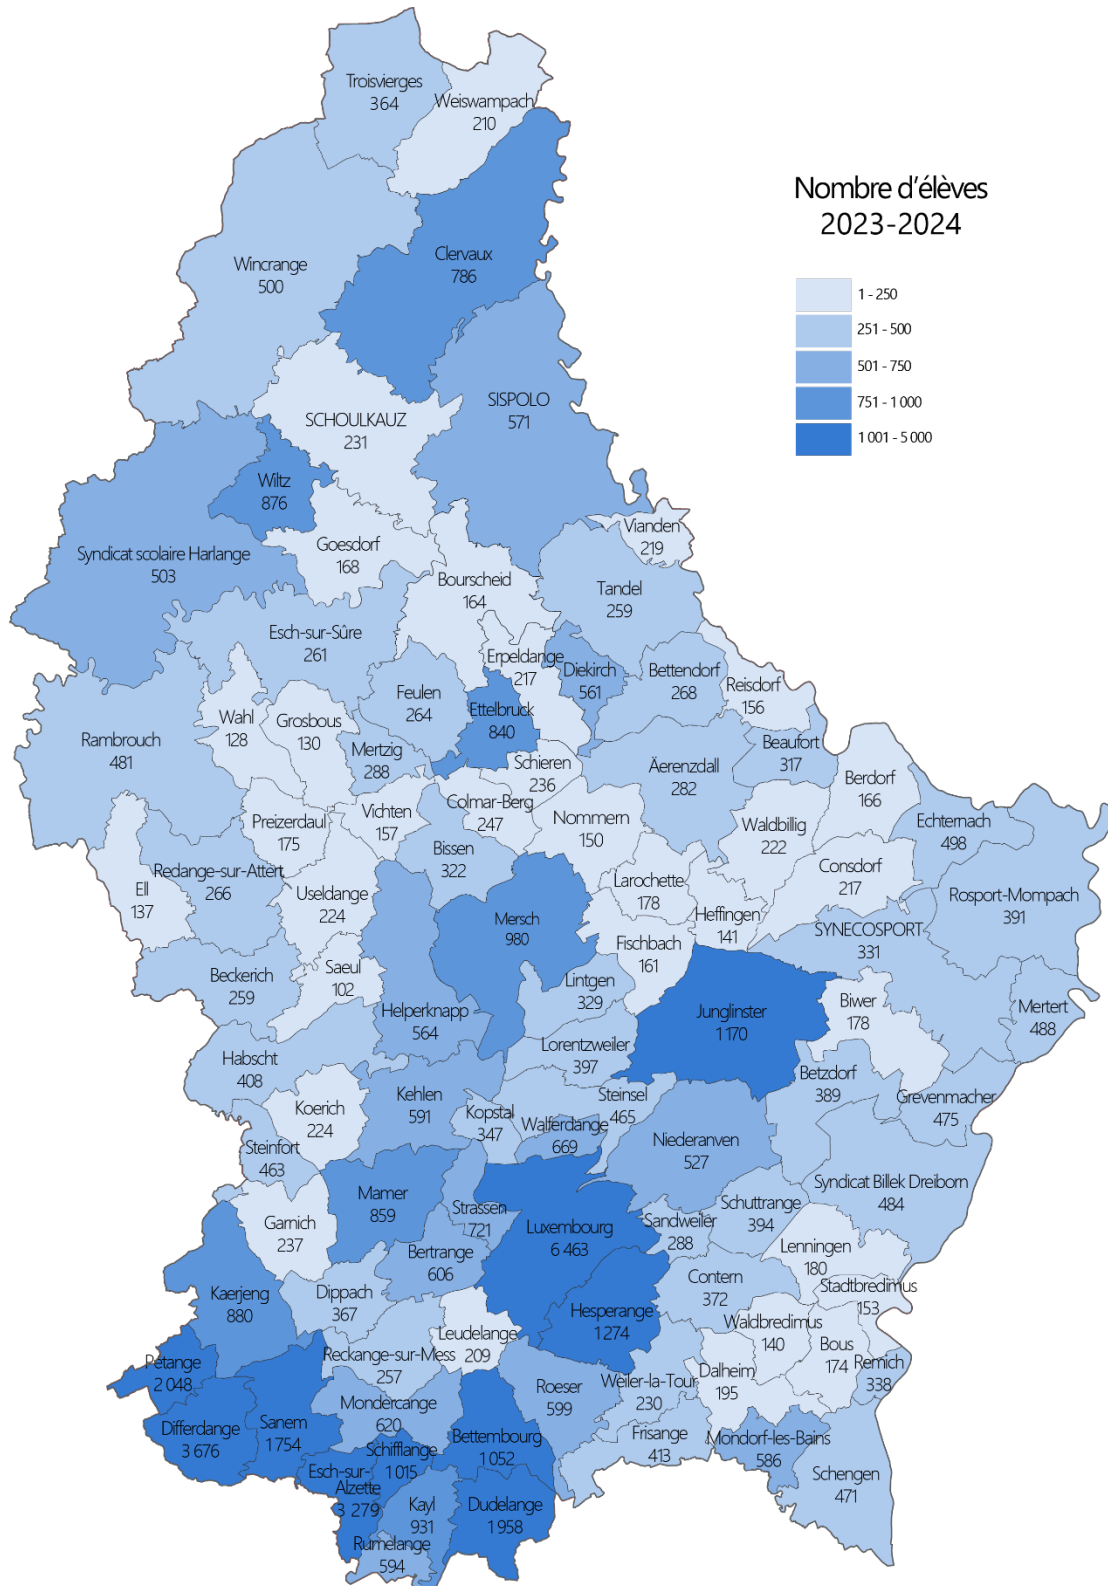 Troisvierges
364
Weiswampach
210
Nombre d'élèves
2023-2024
1 - 250
251 - 500
501 - 750
751 - 1 000
1 001 - 5 000
Clervaux
786
Wincrange
500
SISPOLO
571
SCHOULKAUZ
231
Wiltz
876
Vianden
219
Goesdorf
168
Syndicat scolaire Harlange
503
Bourscheid
164
Tandel
259
Esch-sur-Sûre
261
Erpeldange
217
Diekirch
561
Bettendorf
268
Reisdorf
156
Feulen
264
Ettelbruck
840
Wahl
128
Grosbous
130
Rambrouch
481
Mertzig
288
Schieren
236
Äerenzdall
282
Beaufort
317
Berdorf
166
Colmar-Berg
247
Vichten
157
Preizerdaul
175
Nommern
150
Waldbillig
222
Echternach
498
Bissen
322
Redange-sur-Attert
266
Ell
137
Useldange
224
Larochette
178
Consdorf
217
Rosport-Mompach
391
Mersch
980
Heffingen
141
SYNECOSPORT
331
Fischbach
161
Saeul
102
Beckerich
259
Lintgen
329
Biwer
178
Mertert
488
Helperknapp
564
Junglinster
1 170
Lorentzweiler
397
Habscht
408
Betzdorf
389
Kehlen
591
Steinsel
465
Grevenmacher
475
Koerich
224
Kopstal
347
Walferdange
669
Niederanven
527
Steinfort
463
Syndicat Billek Dreiborn
484
Mamer
859
Strassen
721
Schuttrange
394
Garnich
237
Luxembourg
6 463
Sandweiler
288
Lenningen
180
Bertrange
606
Contern
372
Stadtbredimus
153
Kaerjeng
880
Dippach
367
Hesperange
1 274
Waldbredimus
140
Leudelange
209
Bous
174
Reckange-sur-Mess
257
Pétange
2 048
Remich
338
Dalheim
195
Weiler-la-Tour
230
Roeser
599
Mondercange
620
Differdange
3 676
Sanem
1 754
Bettembourg
1 052
Frisange
413
Mondorf-les-Bains
586
Schifflange
1 015
Schengen
471
Esch-sur-
Alzette
3 279
Kayl
931
Dudelange
1 958
Rumelange
594